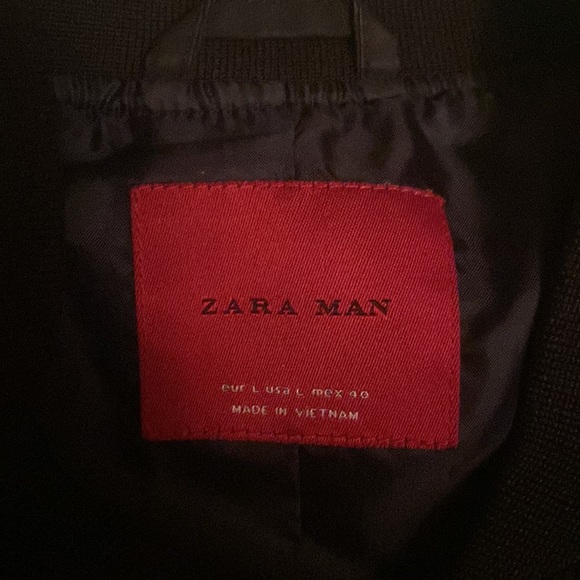 ZARA MAN
eur L usa L mex 40
MADE IN VIETNAM